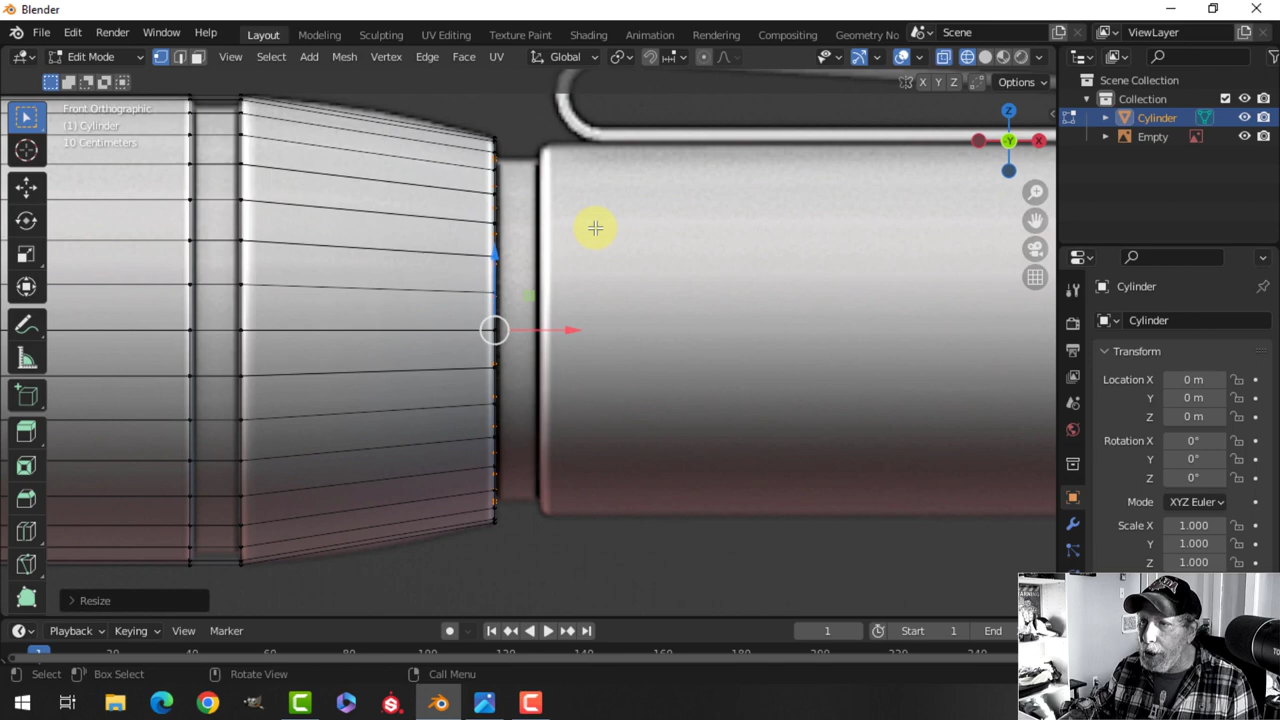 Blender
File Edit Render Window Help Layout Modeling Sculpting UV Editing Texture Paint Shading Animation Rendering Compositing Geometry No Scene ViewLayer
Edit Mode View Select Add Mesh Vertex Edge Face UV Global
X Y Z Options
Scene Collection
Collection
Cylinder
Empty
Front Orthographic
(1) Cylinder
10 Centimeters
Z
Y
X
Cylinder
Cylinder
Transform
Location X 0 m
Y 0 m
Z 0 m
Rotation X 0°
Y 0°
Z 0°
Mode XYZ Euler
Scale X 1.000
Y 1.000
Z 1.000
Resize
Playback Keying View Marker 1 Start 1 End
Select Box Select Rotate View Call Menu